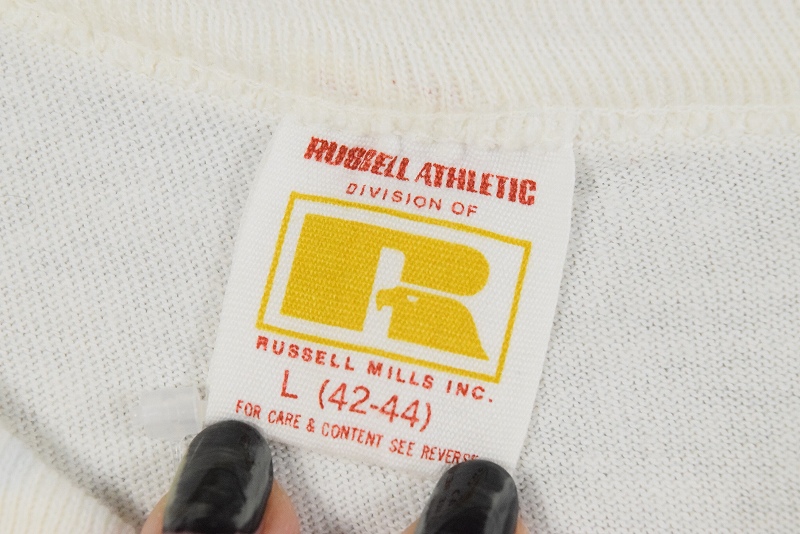 RUSSELL ATHLETIC
DIVISION OF
R
RUSSELL MILLS INC.
L (42-44)
FOR CARE & CONTENT SEE REVERSE